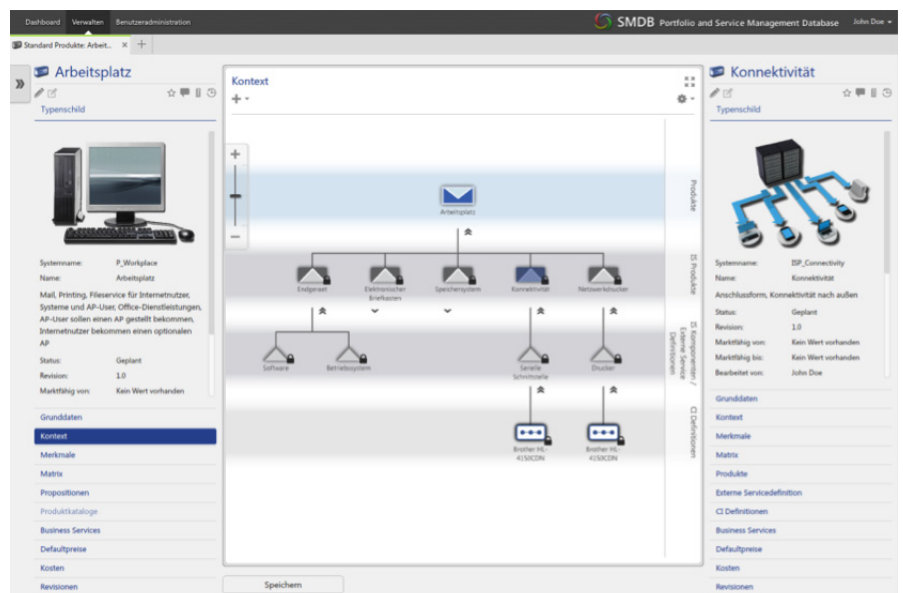 Dashboard Verwalten Benutzeradministration
SMDB Portfolio and Service Management Database John Doe
Standard Produkte: Arbeit... × +
Arbeitsplatz
Typenschild
Systemname: P_Workplace
Name: Arbeitsplatz
Mail, Printing, Fileservice für Internetnutzer,
Systeme und AP-User, Office-Dienstleistungen,
AP-User sollen einen AP gestellt bekommen,
Internetnutzer bekommen einen optionalen
AP
Status: Geplant
Revision: 1.0
Marktfähig von: Kein Wert vorhanden
Grunddaten
Kontext
Merkmale
Matrix
Propositionen
Produktkataloge
Business Services
Defaultpreise
Kosten
Revisionen
Kontext
Produkte
Arbeitsplatz
IS Produkte
Endgeraet
Elektronischer
Briefkasten
Speichersystem
Konnektivität
Netzwerkdrucker
IS Komponenten /
Externe Service
Definitionen
Software
Betriebssystem
Serielle
Schnittstelle
Drucker
CI Definitionen
Brother HL-
4150CDN
Brother HL-
4150CDN
Speichern
Konnektivität
Typenschild
Systemname: ISP_Connectivity
Name: Konnektivität
Anschlussform, Konnektivität nach außen
Status: Geplant
Revision: 1.0
Marktfähig von: Kein Wert vorhanden
Marktfähig bis: Kein Wert vorhanden
Bearbeitet von: John Doe
Grunddaten
Kontext
Merkmale
Matrix
Produkte
Externe Servicedefinition
CI Definitionen
Business Services
Defaultpreise
Kosten
Revisionen